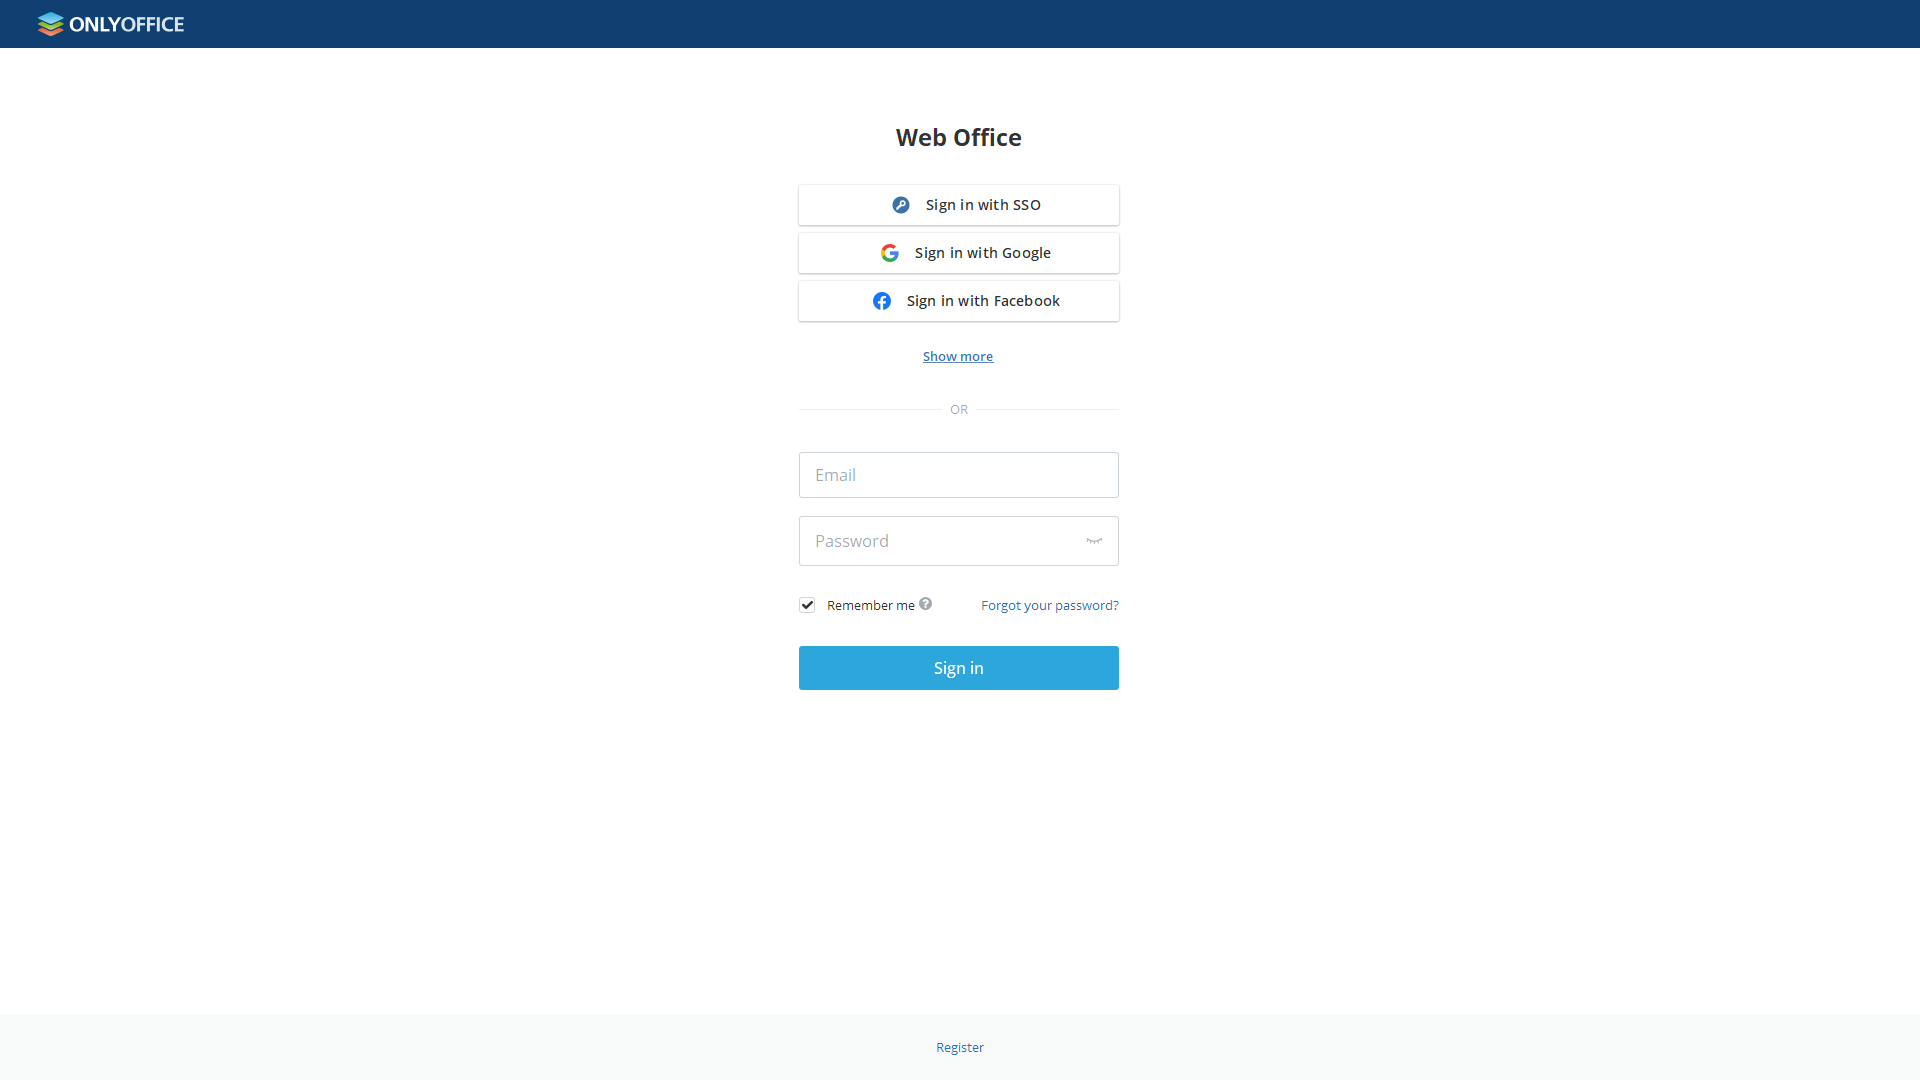 ONLYOFFICE
Web Office
Sign in with SSO
Sign in with Google
Sign in with Facebook
Show more
OR
Email
Password
Remember me ?
Forgot your password?
Sign in
Register